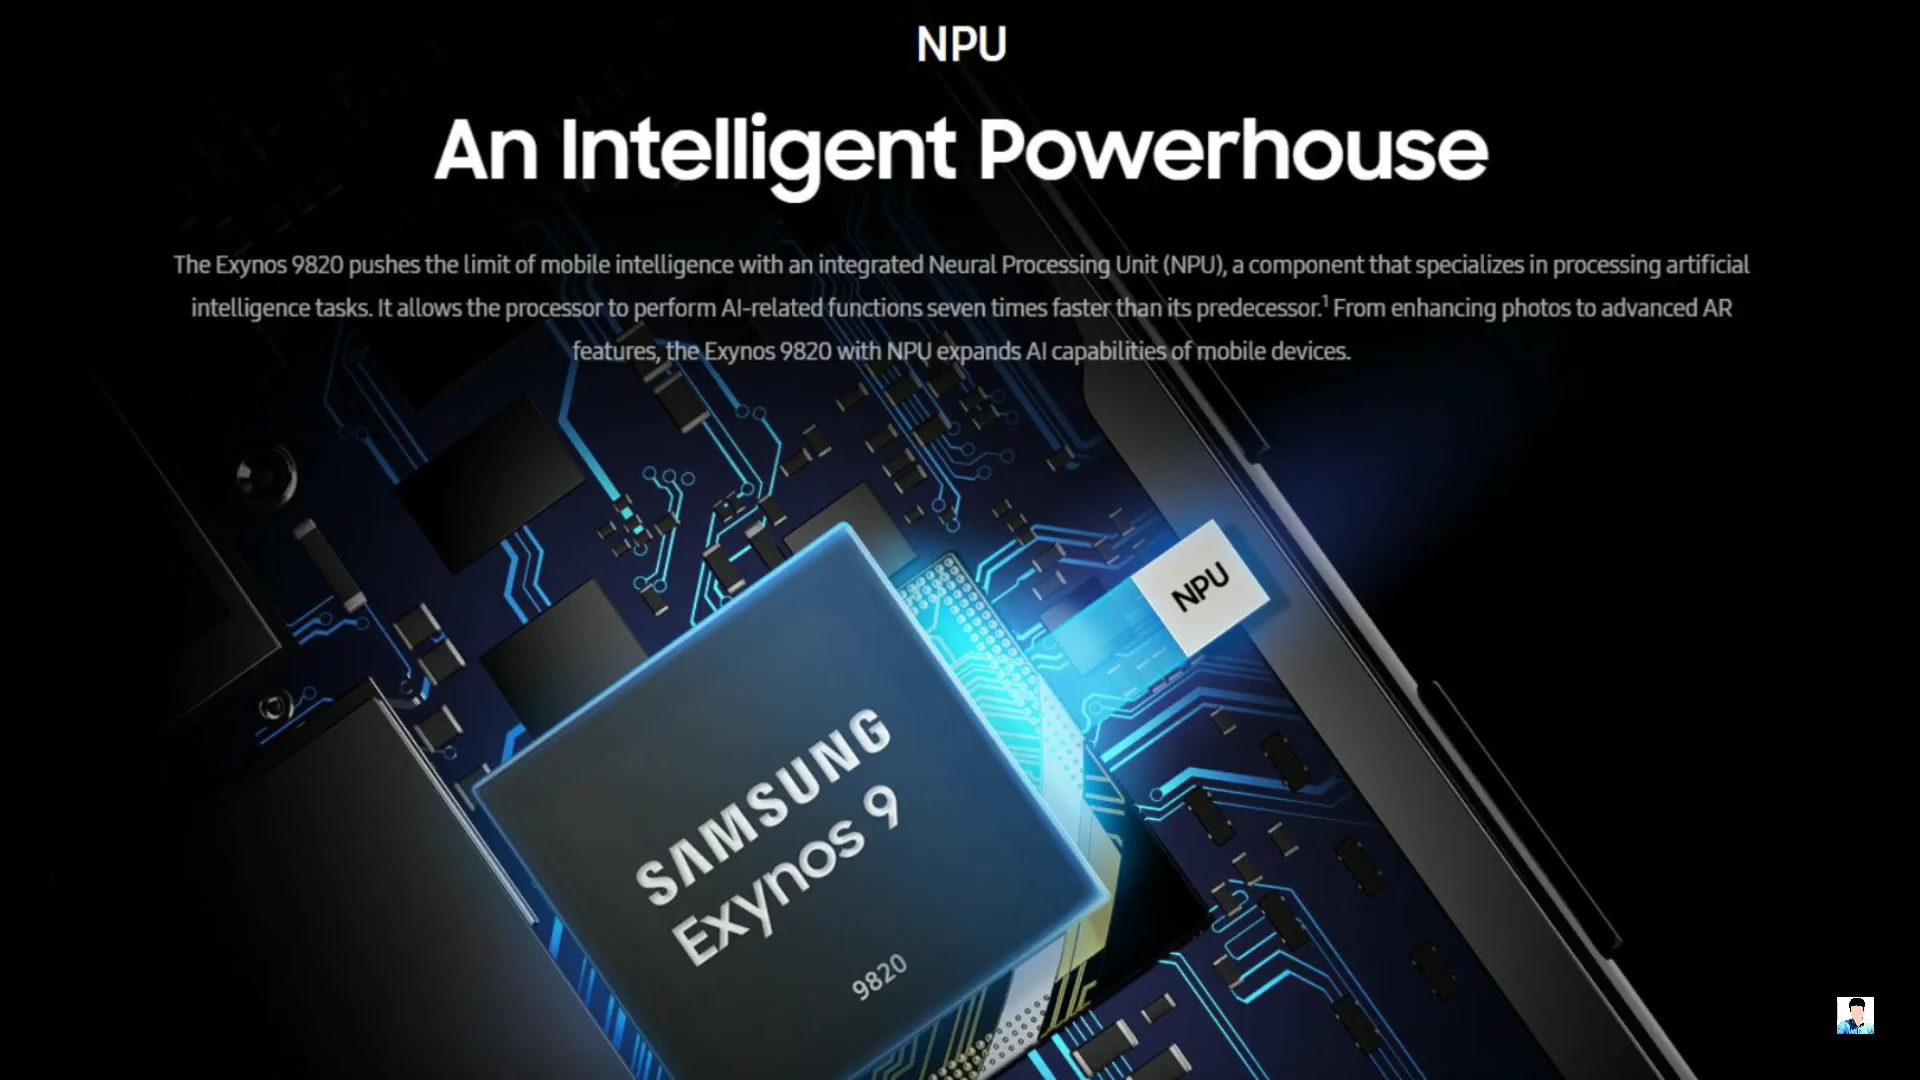 NPU
An Intelligent Powerhouse
The Exynos 9820 pushes the limit of mobile intelligence with an integrated Neural Processing Unit (NPU), a component that specializes in processing artificial
intelligence tasks. It allows the processor to perform AI-related functions seven times faster than its predecessor.¹ From enhancing photos to advanced AR
features, the Exynos 9820 with NPU expands AI capabilities of mobile devices.
NPU
SAMSUNG
Exynos 9
9820